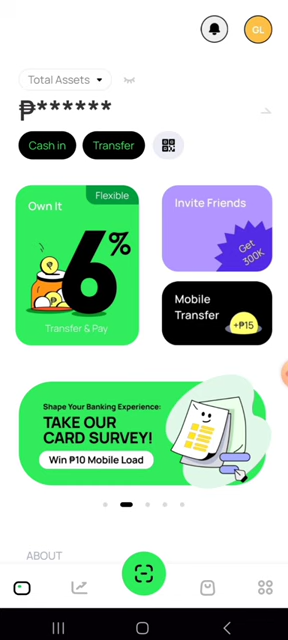 GL
Total Assets
₱******
Cash in
Transfer
Own It
Flexible
6%
Transfer & Pay
Invite Friends
Get
300K
Mobile
Transfer
+₱15
Shape Your Banking Experience:
TAKE OUR
CARD SURVEY!
Win ₱10 Mobile Load
ABOUT